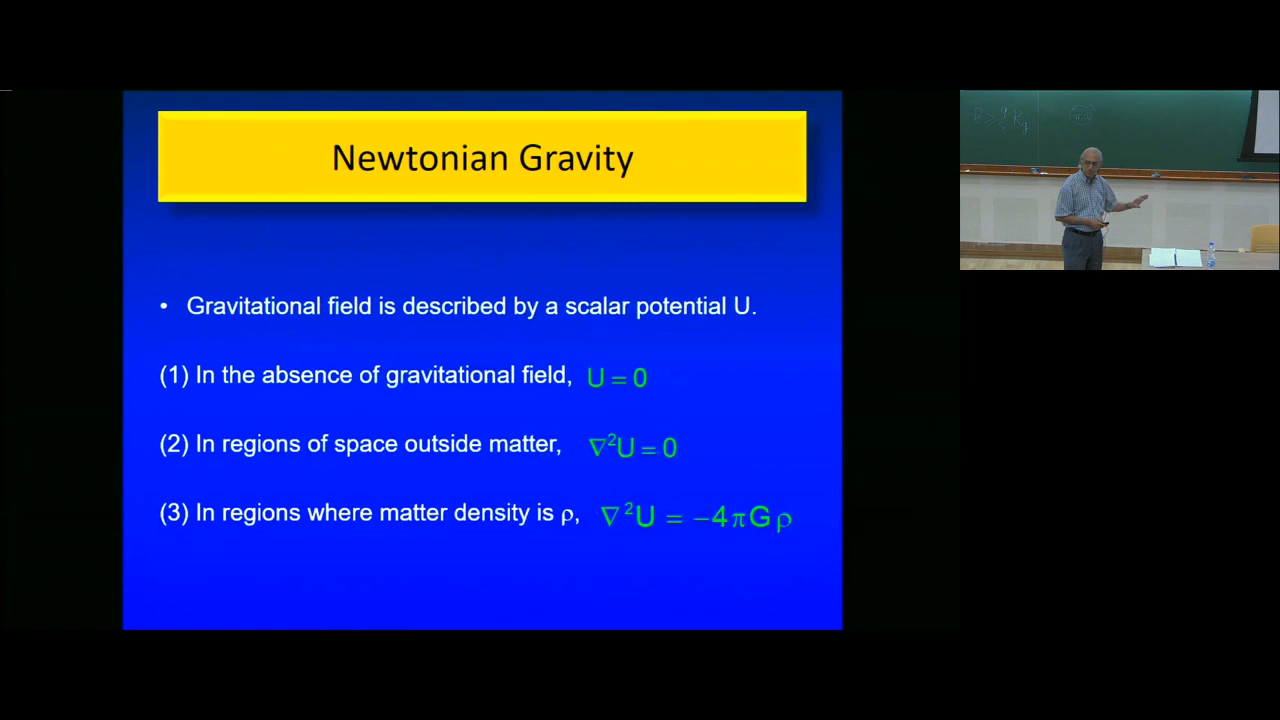 Newtonian Gravity
• Gravitational field is described by a scalar potential U.
(1) In the absence of gravitational field, U = 0
(2) In regions of space outside matter, ∇²U = 0
(3) In regions where matter density is ρ, ∇²U = −4πGρ